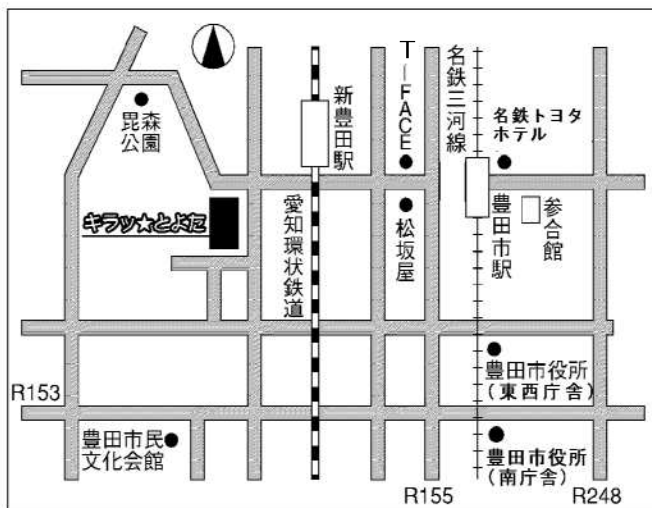 毘森
公園
キラッ★とよた
新豊田駅
愛知環状鉄道
T-FACE
松坂屋
名鉄三河線
名鉄トヨタ
ホテル
豊田市駅
参合館
豊田市役所
(東西庁舎)
R153
豊田市民
文化会館
豊田市役所
(南庁舎)
R155
R248